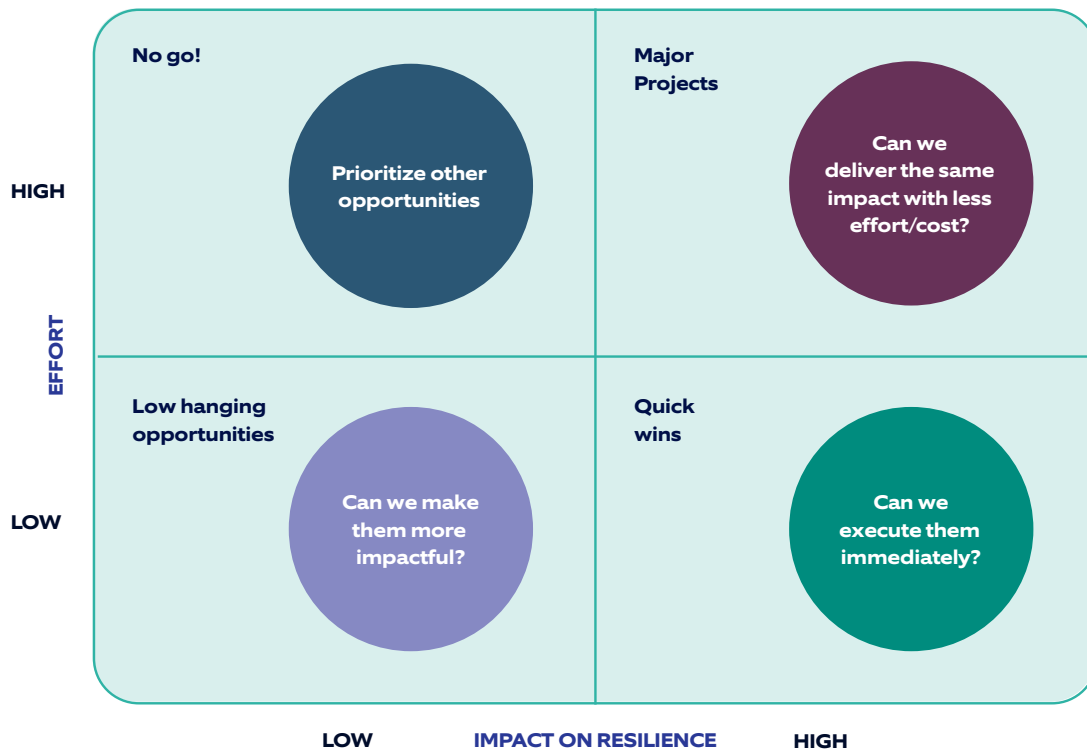 No go!
Prioritize other
opportunities
Major
Projects
Can we
deliver the same
impact with less
effort/cost?
HIGH
EFFORT
Low hanging
opportunities
Can we make
them more
impactful?
Quick
wins
Can we
execute them
immediately?
LOW
LOW
IMPACT ON RESILIENCE
HIGH